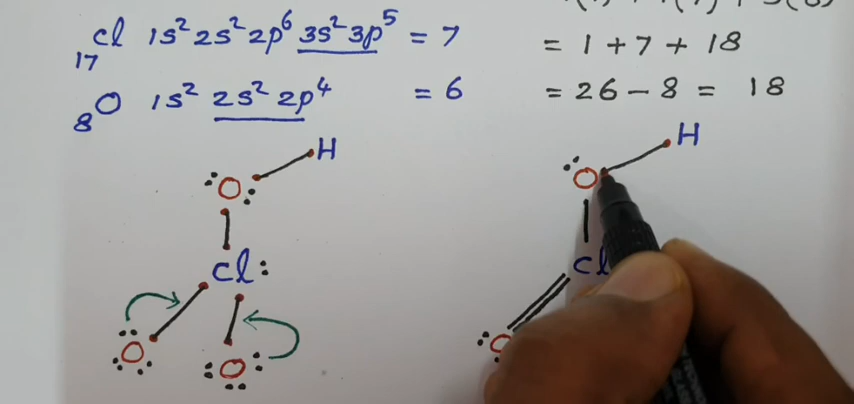 17Cl 1s² 2s² 2p⁶ 3s² 3p⁵ = 7
= 1 + 7 + 18
8O 1s² 2s² 2p⁴ = 6
= 26 - 8 = 18
H
H
O
O
Cl
Cl
O
O
O